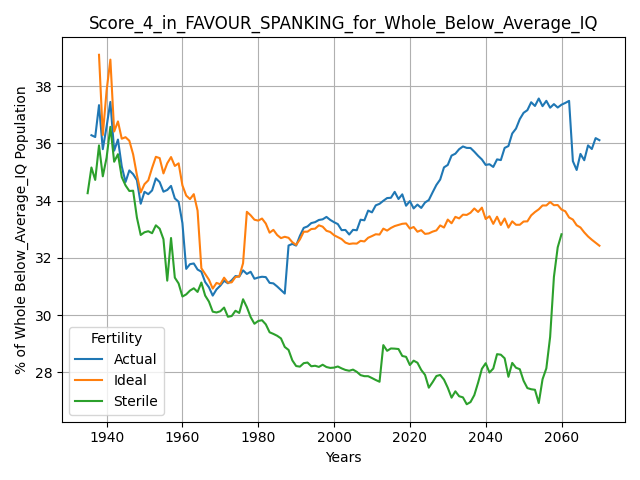 Score_4_in_FAVOUR_SPANKING_for_Whole_Below_Average_IQ
% of Whole Below_Average_IQ Population
38
36
34
32
30
28
Fertility
Actual
Ideal
Sterile
1940 1960 1980 2000 2020 2040 2060
Years